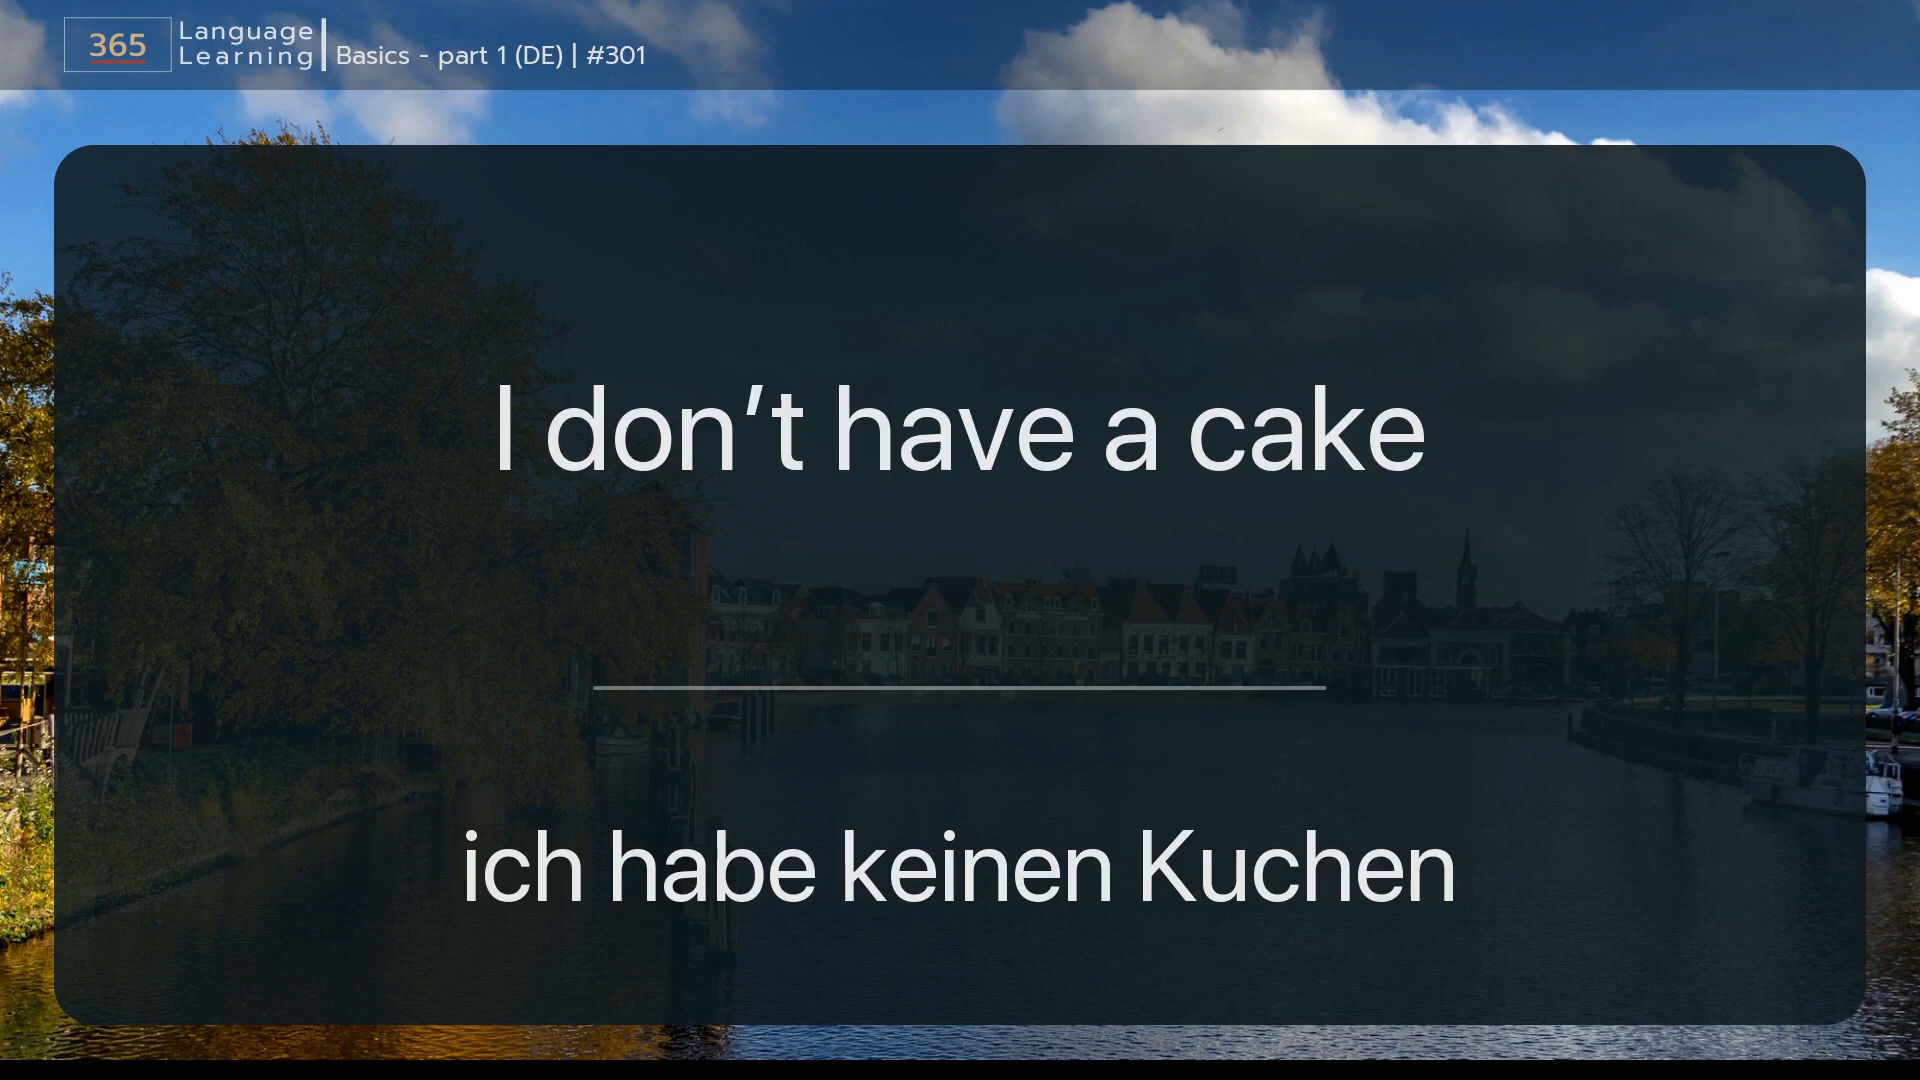 365 Language Learning | Basics - part 1 (DE) | #301
I don't have a cake
ich habe keinen Kuchen